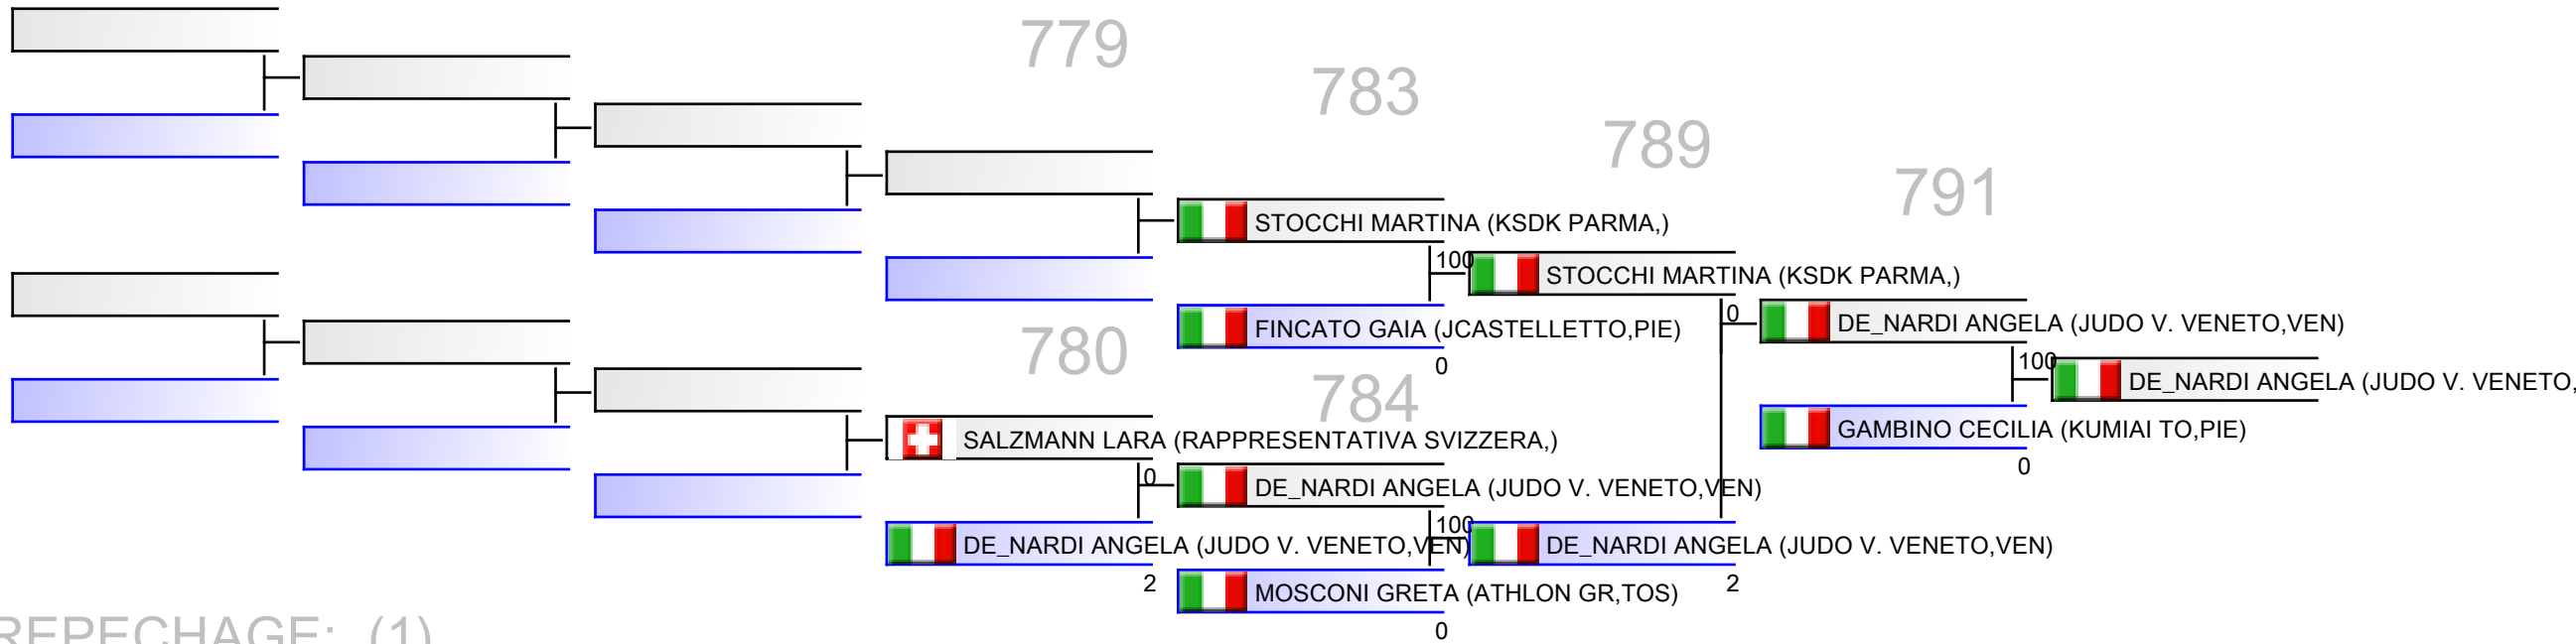 779
783
789
791
STOCCHI MARTINA (KSDK PARMA,)
100
STOCCHI MARTINA (KSDK PARMA,)
0
DE_NARDI ANGELA (JUDO V. VENETO,VEN)
FINCATO GAIA (JCASTELLETTO,PIE)
0
780
784
100
DE_NARDI ANGELA (JUDO V. VENETO,
GAMBINO CECILIA (KUMIAI TO,PIE)
0
SALZMANN LARA (RAPPRESENTATIVA SVIZZERA,)
0
DE_NARDI ANGELA (JUDO V. VENETO,VEN)
100
DE_NARDI ANGELA (JUDO V. VENETO,VEN)
2
DE_NARDI ANGELA (JUDO V. VENETO,VEN)
2
MOSCONI GRETA (ATHLON GR,TOS)
0
REPECHAGE: (1)